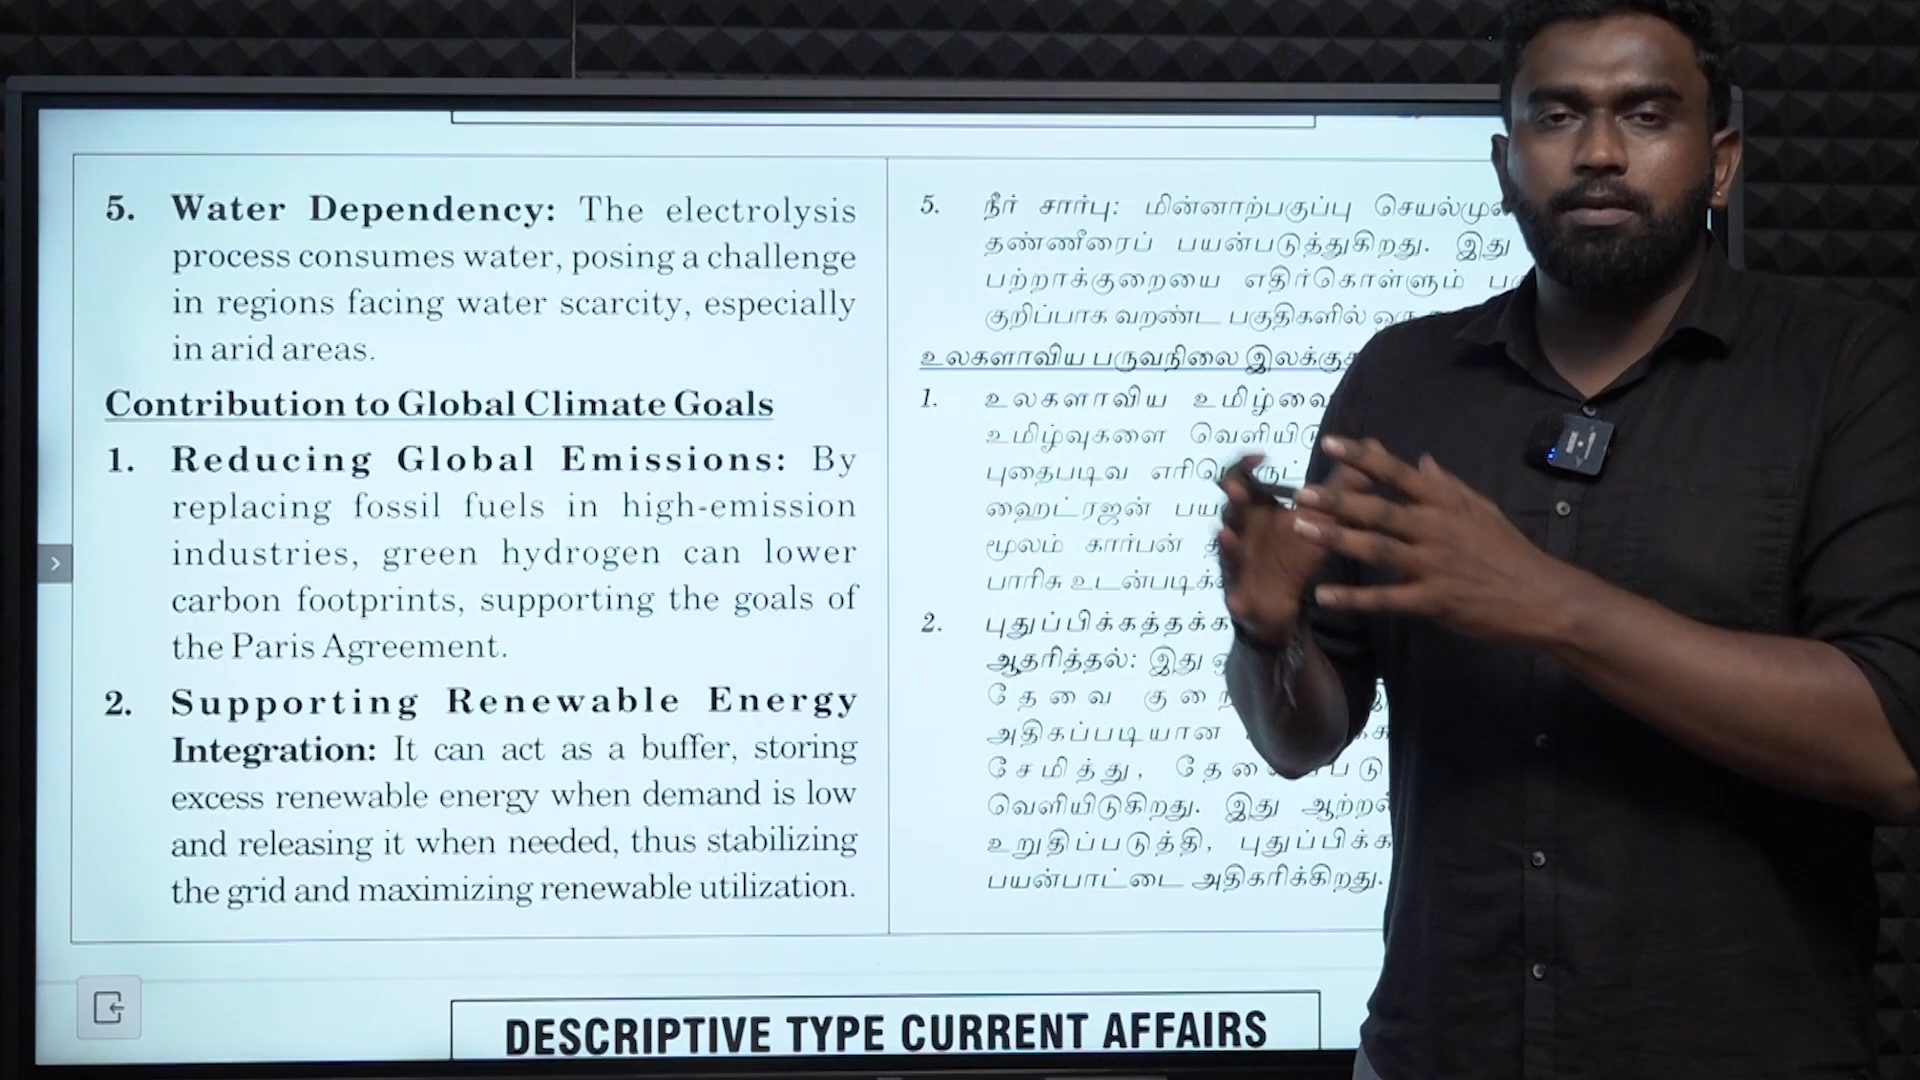 5. Water Dependency: The electrolysis
process consumes water, posing a challenge
in regions facing water scarcity, especially
in arid areas.
Contribution to Global Climate Goals
1. Reducing Global Emissions: By
replacing fossil fuels in high-emission
industries, green hydrogen can lower
carbon footprints, supporting the goals of
the Paris Agreement.
2. Supporting Renewable Energy
Integration: It can act as a buffer, storing
excess renewable energy when demand is low
and releasing it when needed, thus stabilizing
the grid and maximizing renewable utilization.
5. நீர் சார்பு: மின்னாற்பகுப்பு
தண்ணீரைப் பயன்படுத்துகிறது. இது
பற்றாக்குறையை எதிர்கொள்ளும்
குறிப்பாக வறண்ட பகுதிகளில்
உலகளாவிய பருவநிலை
1. உலகளாவிய
உமிழ்வுகளை
புதைபடிவ
ஹைட்ரஜன்
மூலம் கார்பன்
பாரிசு
2.
ஆதரித்தல்: இது
தேவை
அதிகப்படியான
சேமித்து,
வெளியிடுகிறது. இது
உறுதிப்படுத்தி,
பயன்பாட்டை அதிகரிக்கிறது.
DESCRIPTIVE TYPE CURRENT AFFAIRS